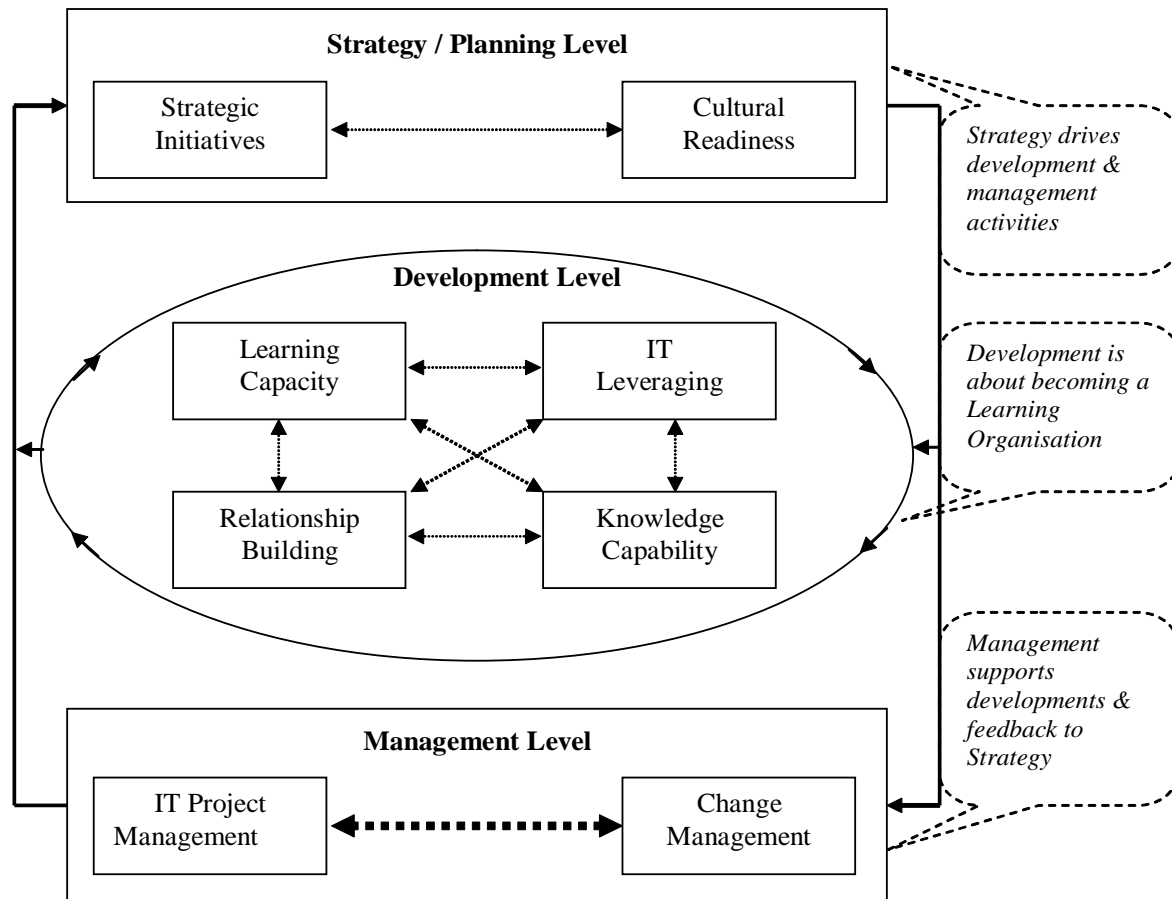 Strategy / Planning Level
Strategic
Initiatives
Cultural
Readiness
Strategy drives
development &
management
activities
Development Level
Learning
Capacity
IT
Leveraging
Relationship
Building
Knowledge
Capability
Development is
about becoming a
Learning
Organisation
Management Level
IT Project
Management
Change
Management
Management
supports
developments &
feedback to
Strategy